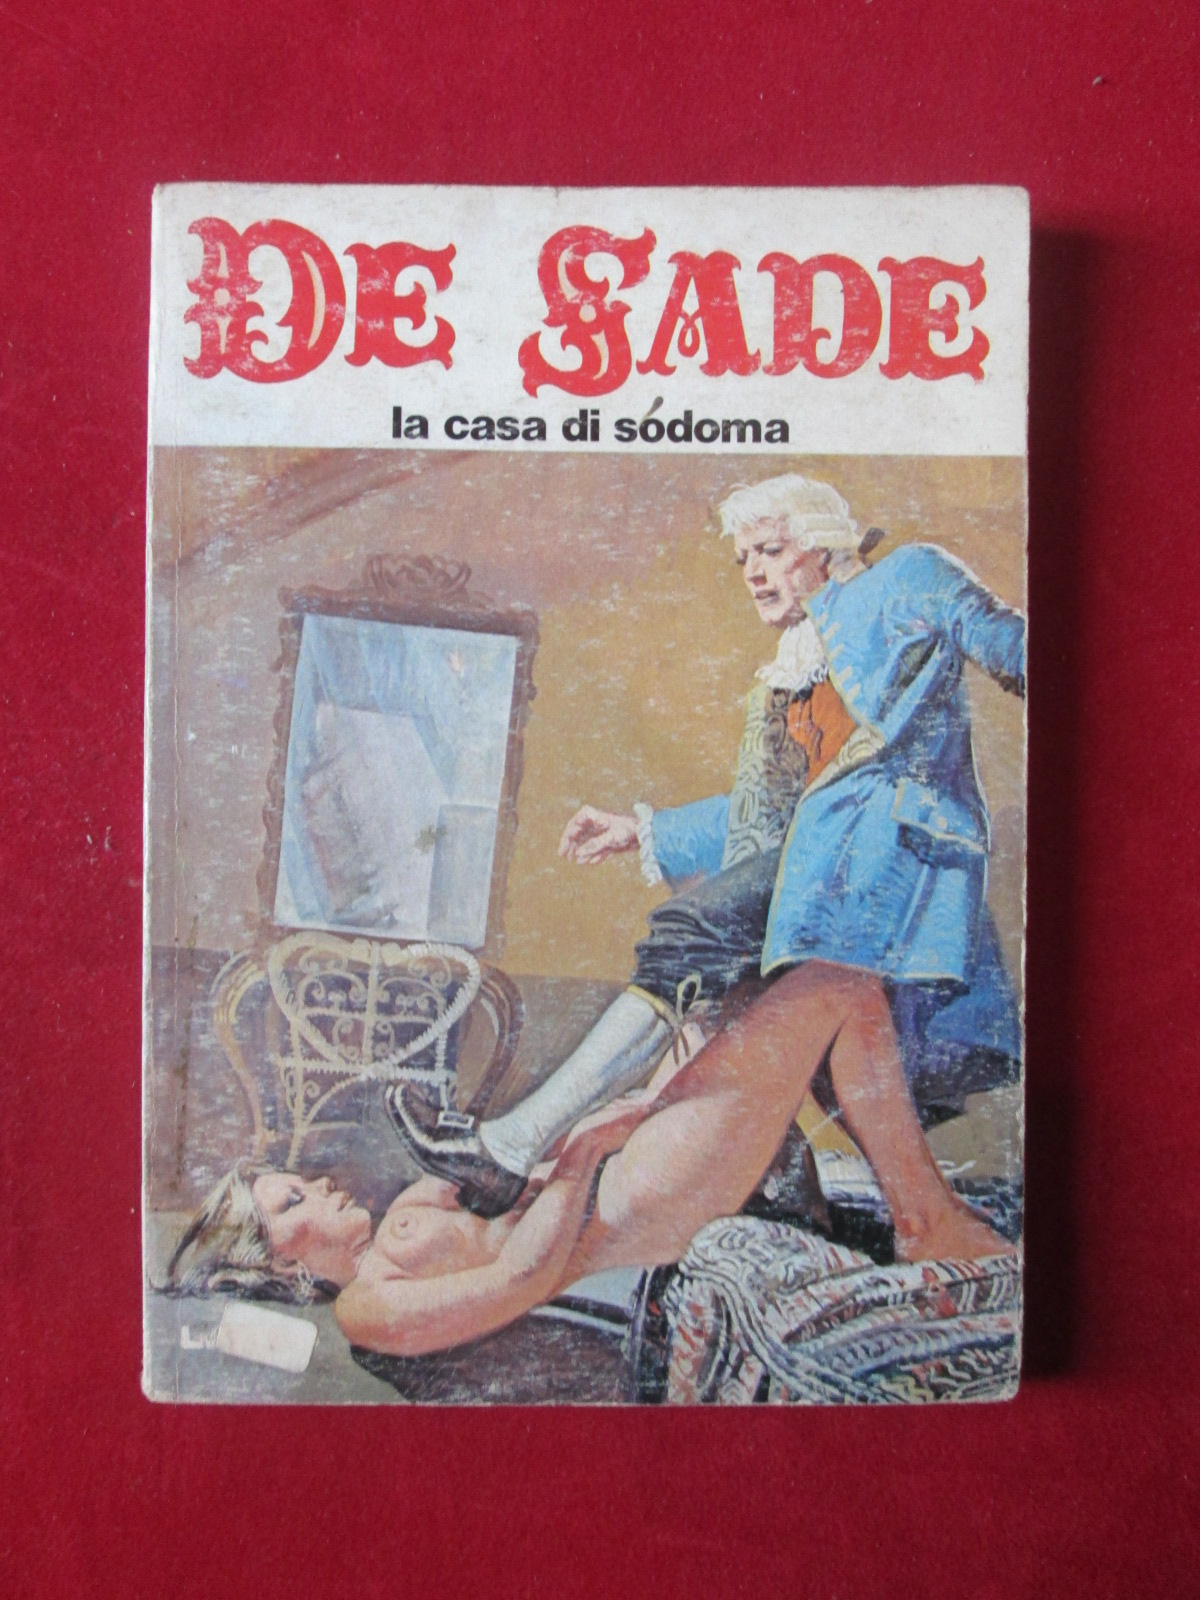 DE SADE
la casa di sódoma
L.